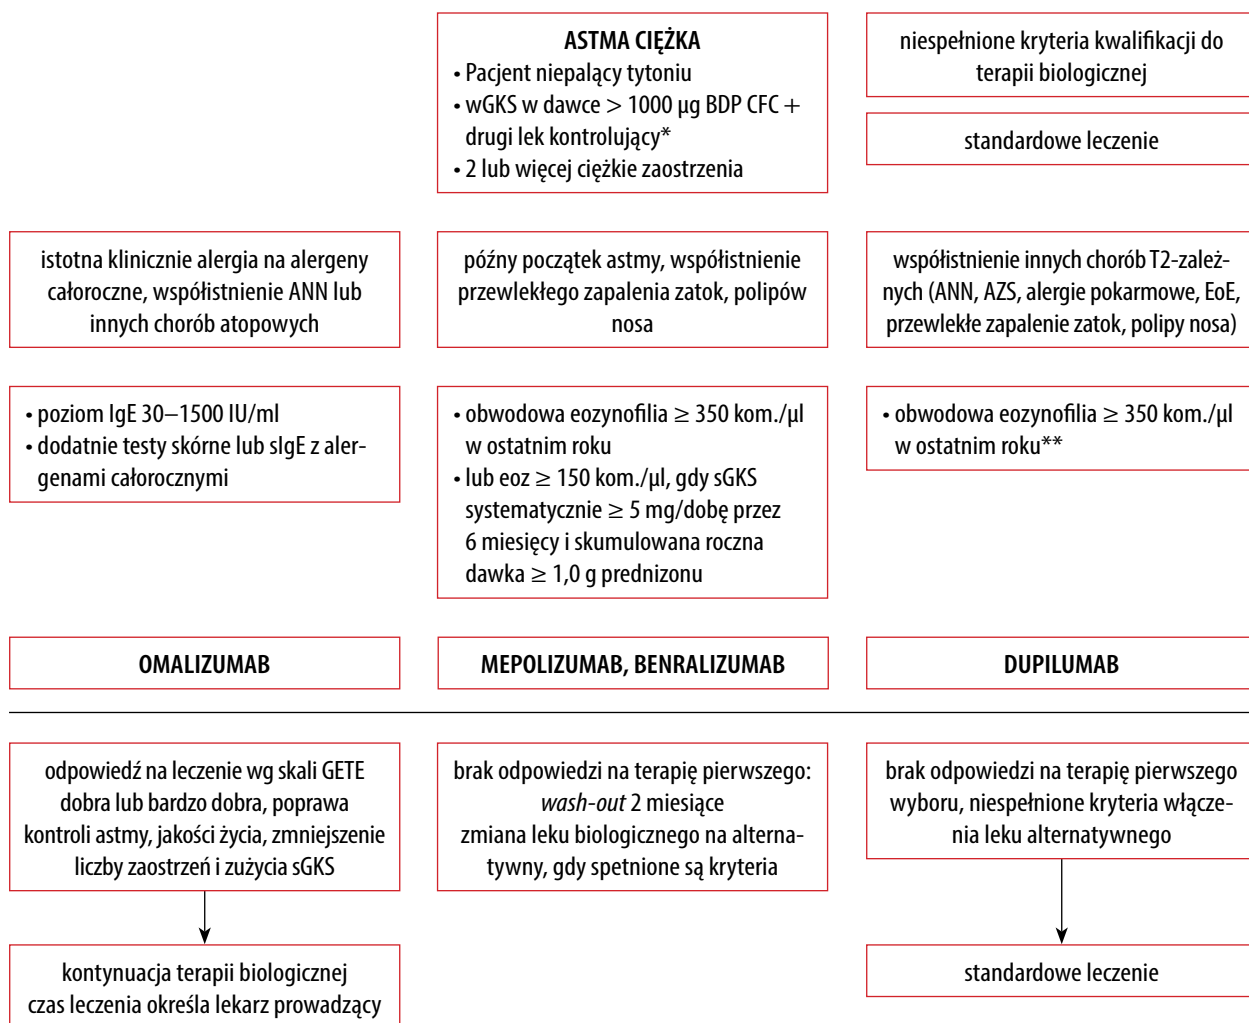 ASTMA CIĘŻKA
• Pacjent niepalący tytoniu
• wGKS w dawce > 1000 µg BDP CFC +
drugi lek kontrolujący*
• 2 lub więcej ciężkie zaostrzenia
niespełnione kryteria kwalifikacji do
terapii biologicznej
standardowe leczenie
istotna klinicznie alergia na alergeny
całoroczne, współistnienie ANN lub
innych chorób atopowych
późny początek astmy, współistnienie
przewlekłego zapalenia zatok, polipów
nosa
współistnienie innych chorób T2-zależ-
nych (ANN, AZS, alergie pokarmowe, EoE,
przewlekłe zapalenie zatok, polipy nosa)
• poziom IgE 30–1500 IU/ml
• dodatnie testy skórne lub sIgE z aler-
genami całorocznymi
• obwodowa eozynofilia ≥ 350 kom./µl
w ostatnim roku
• lub eoz ≥ 150 kom./µl, gdy sGKS
systematycznie ≥ 5 mg/dobę przez
6 miesięcy i skumulowana roczna
dawka ≥ 1,0 g prednizonu
• obwodowa eozynofilia ≥ 350 kom./µl
w ostatnim roku**
OMALIZUMAB
MEPOLIZUMAB, BENRALIZUMAB
DUPILUMAB
odpowiedź na leczenie wg skali GETE
dobra lub bardzo dobra, poprawa
kontroli astmy, jakości życia, zmniejszenie
liczby zaostrzeń i zużycia sGKS
brak odpowiedzi na terapię pierwszego:
wash-out 2 miesiące
zmiana leku biologicznego na alterna-
tywny, gdy spetnione są kryteria
brak odpowiedzi na terapię pierwszego
wyboru, niespełnione kryteria włącze-
nia leku alternatywnego
kontynuacja terapii biologicznej
czas leczenia określa lekarz prowadzący
standardowe leczenie